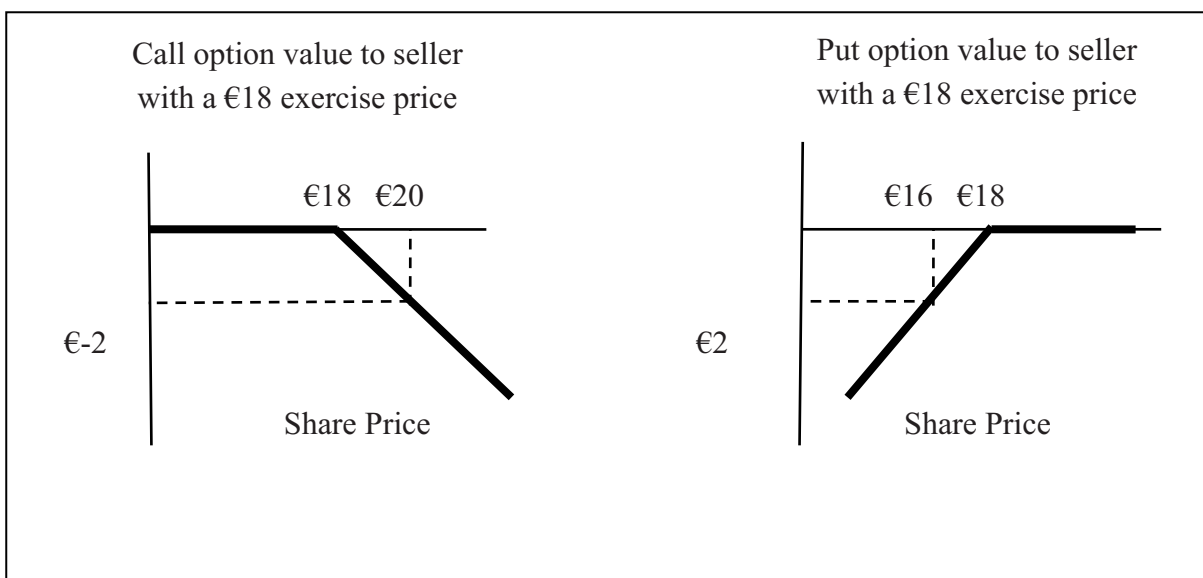 Call option value to seller
with a €18 exercise price
€18 €20
€-2
Share Price
Put option value to seller
with a €18 exercise price
€16 €18
€2
Share Price